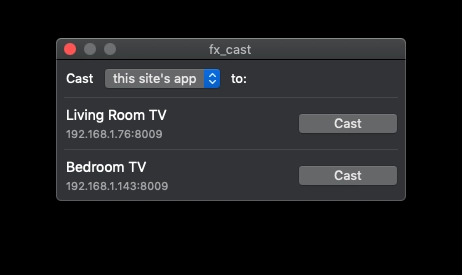 fx_cast
Cast this site's app to:
Living Room TV
192.168.1.76:8009
Cast
Bedroom TV
192.168.1.143:8009
Cast